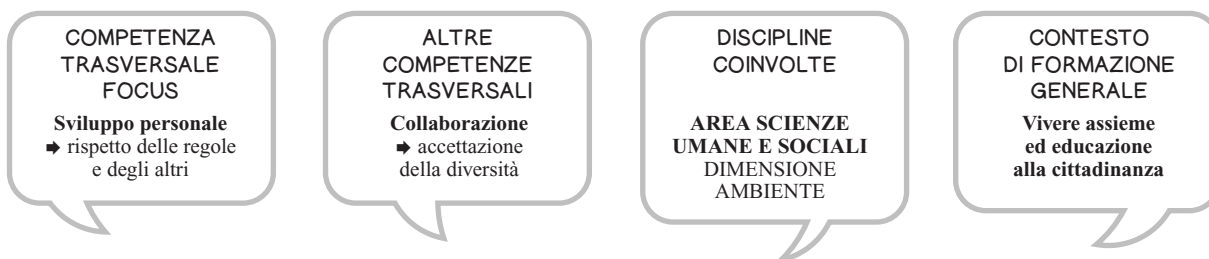 COMPETENZA
TRASVERSALE
FOCUS
Sviluppo personale
➡ rispetto delle regole
e degli altri
ALTRE
COMPETENZE
TRASVERSALI
Collaborazione
➡ accettazione
della diversità
DISCIPLINE
COINVOLTE
AREA SCIENZE
UMANE E SOCIALI
DIMENSIONE
AMBIENTE
CONTESTO
DI FORMAZIONE
GENERALE
Vivere assieme
ed educazione
alla cittadinanza